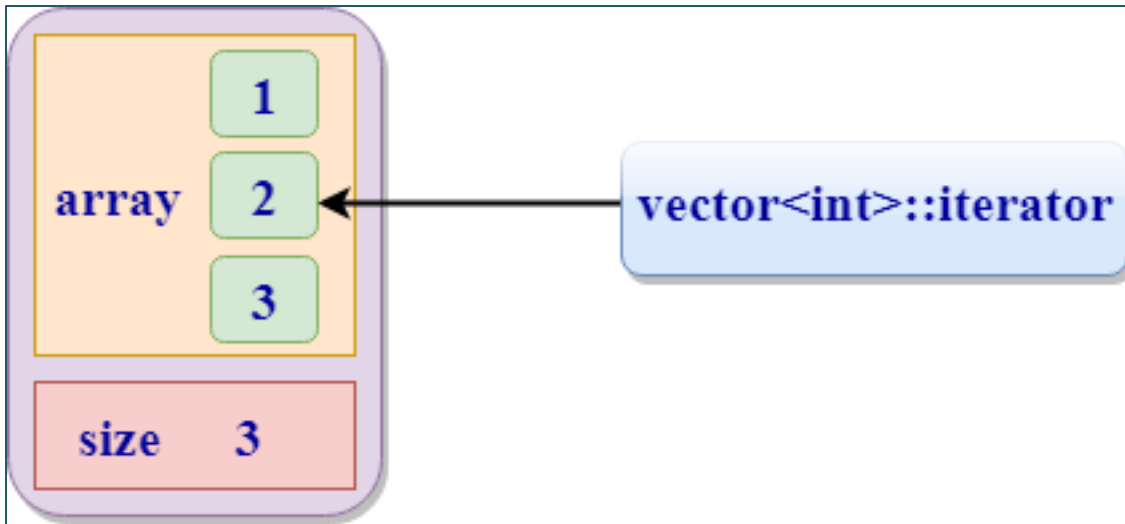 1
array 2
3
size 3
vector<int>::iterator